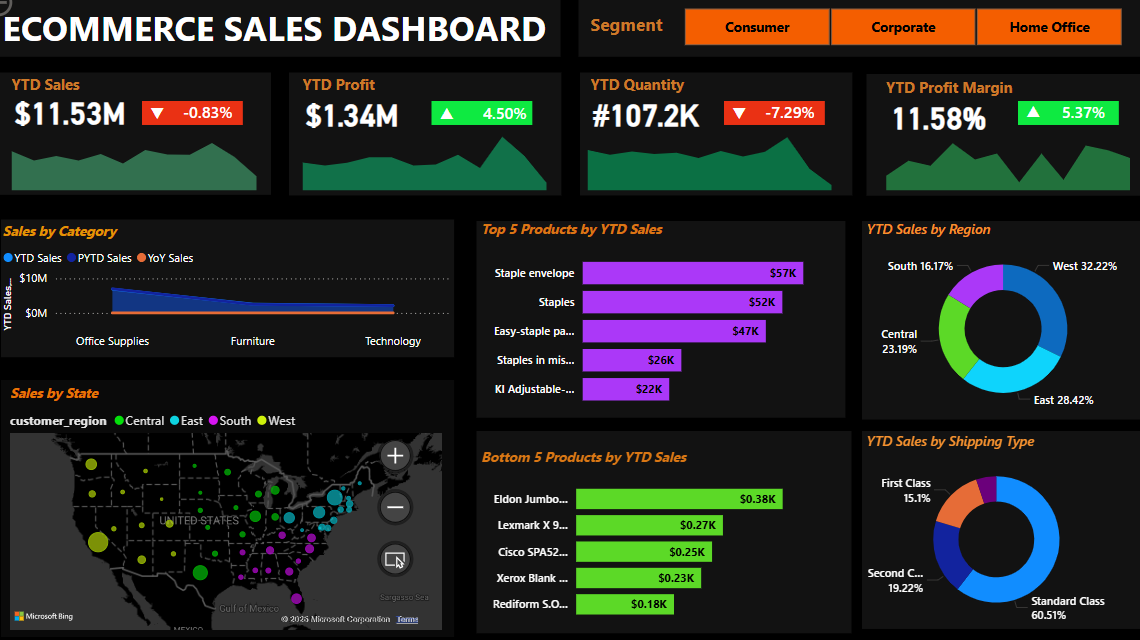 ECOMMERCE SALES DASHBOARD
Segment
Consumer
Corporate
Home Office
YTD Sales
$11.53M
▼ -0.83%
YTD Profit
$1.34M
▲ 4.50%
YTD Quantity
#107.2K
▼ -7.29%
YTD Profit Margin
11.58%
▲ 5.37%
Sales by Category
YTD Sales PYTD Sales YoY Sales
YTD Sales...
$10M
$0M
Office Supplies
Furniture
Technology
Top 5 Products by YTD Sales
Staple envelope $57K
Staples $52K
Easy-staple pa... $47K
Staples in mis... $26K
KI Adjustable-... $22K
YTD Sales by Region
South 16.17%
West 32.22%
Central
23.19%
East 28.42%
Sales by State
customer_region Central East South West
UNITED STATES
Gulf of Mexico
Sargasso Sea
MEXICO
Microsoft Bing
© 2025 Microsoft Corporation Terms
Bottom 5 Products by YTD Sales
Eldon Jumbo... $0.38K
Lexmark X 9... $0.27K
Cisco SPA52... $0.25K
Xerox Blank ... $0.23K
Rediform S.O... $0.18K
YTD Sales by Shipping Type
First Class
15.1%
Second C...
19.22%
Standard Class
60.51%